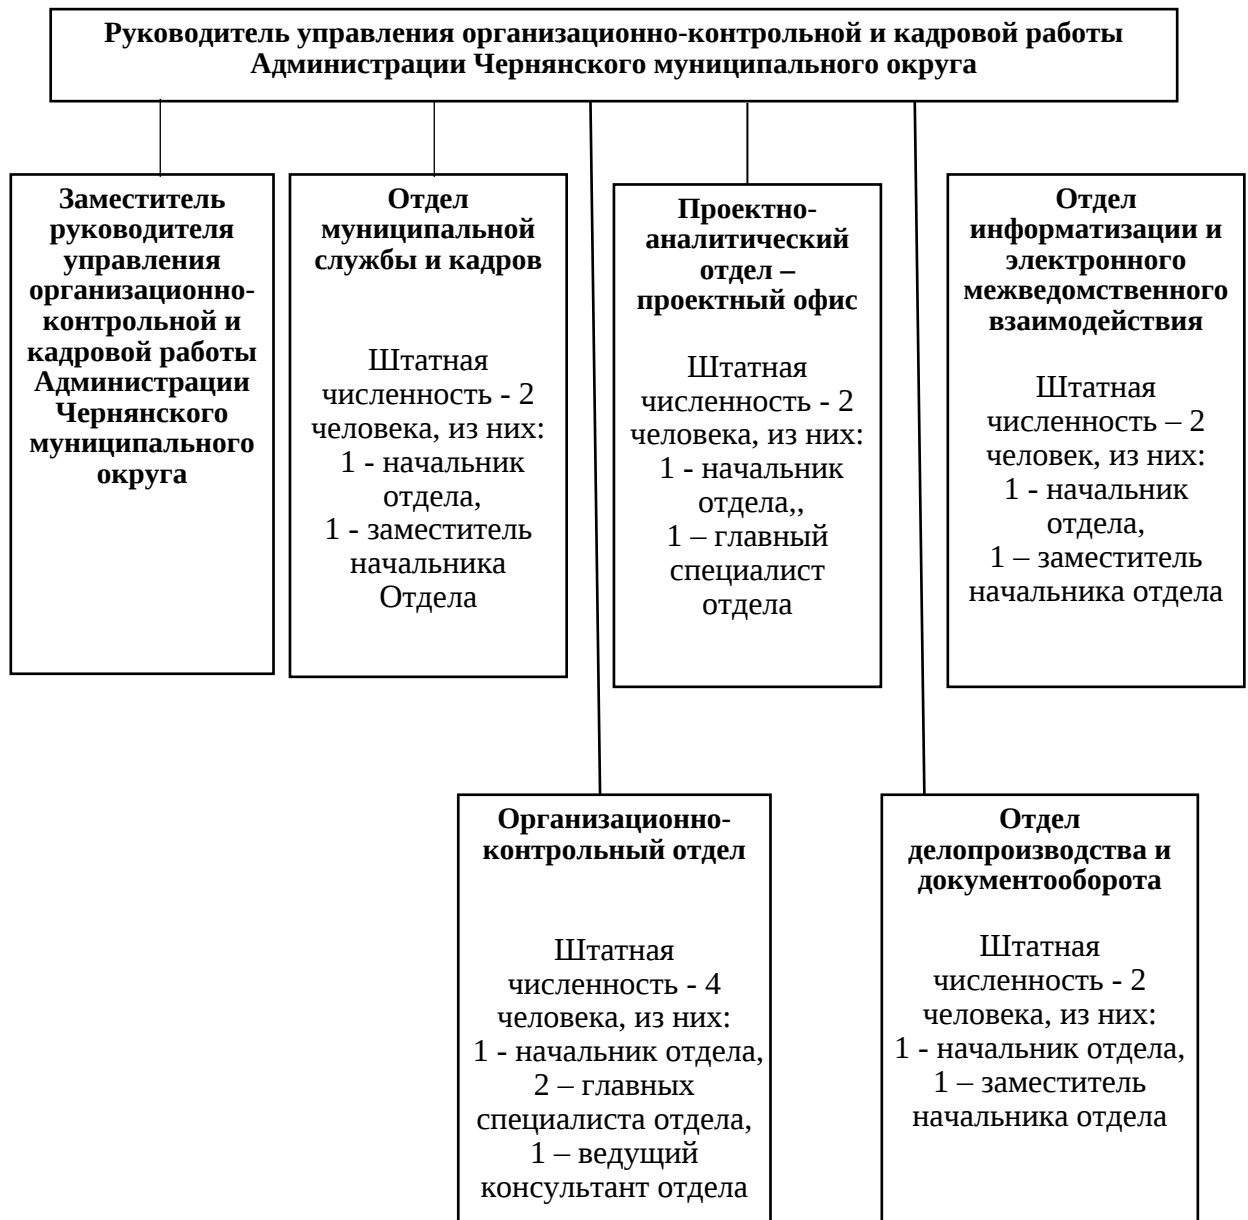 Руководитель управления организационно-контрольной и кадровой работы
Администрации Чернянского муниципального округа
Заместитель
руководителя
управления
организационно-
контрольной и
кадровой работы
Администрации
Чернянского
муниципального
округа
Отдел
муниципальной
службы и кадров
Штатная
численность - 2
человека, из них:
1 - начальник
отдела,
1 - заместитель
начальника
Отдела
Проектно-
аналитический
отдел –
проектный офис
Штатная
численность - 2
человека, из них:
1 - начальник
отдела,,
1 – главный
специалист
отдела
Отдел
информатизации и
электронного
межведомственного
взаимодействия
Штатная
численность – 2
человек, из них:
1 - начальник
отдела,
1 – заместитель
начальника отдела
Организационно-
контрольный отдел
Штатная
численность - 4
человека, из них:
1 - начальник отдела,
2 – главных
специалиста отдела,
1 – ведущий
консультант отдела
Отдел
делопроизводства и
документооборота
Штатная
численность - 2
человека, из них:
1 - начальник отдела,
1 – заместитель
начальника отдела